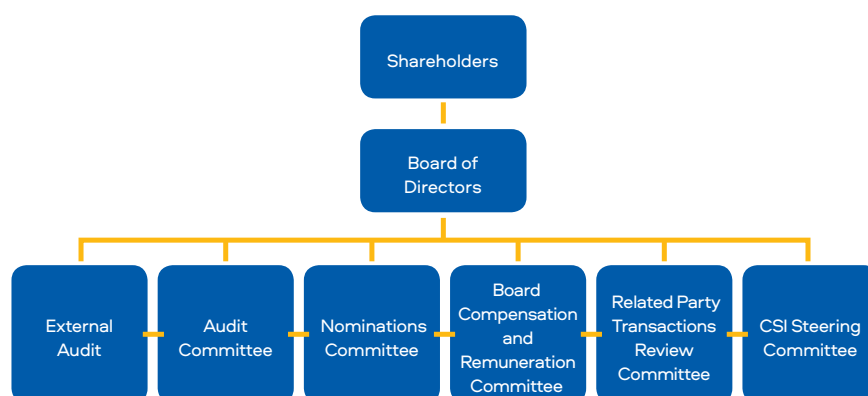 Shareholders
Board of
Directors
External
Audit
Audit
Committee
Nominations
Committee
Board
Compensation
and
Remuneration
Committee
Related Party
Transactions
Review
Committee
CSI Steering
Committee